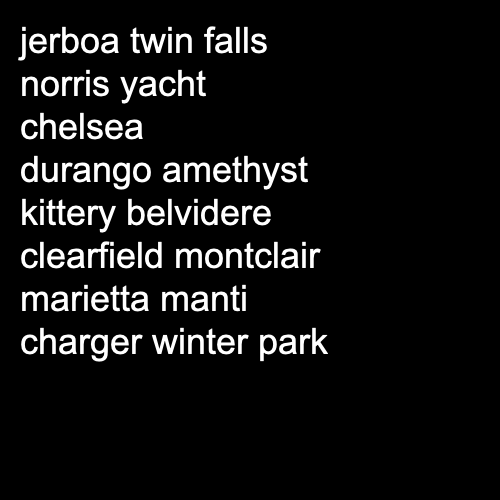 jerboa twin falls
norris yacht
chelsea
durango amethyst
kittery belvidere
clearfield montclair
marietta manti
charger winter park